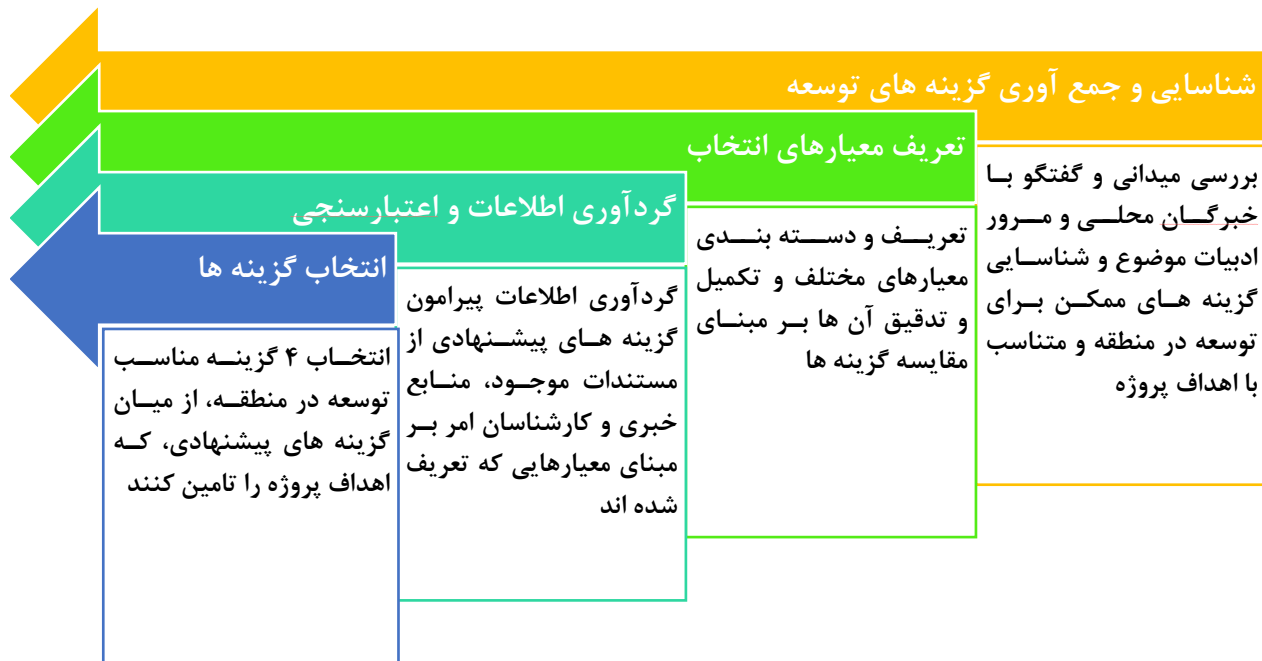 شناسایی و جمع آوری گزینه های توسعه
بررسی میدانی و گفتگو با
خبرگان محلی و مرور
ادبیات موضوع و شناسایی
گزینه های ممکن برای
توسعه در منطقه و متناسب
با اهداف پروژه
تعریف معیارهای انتخاب
تعریف و دسته بندی
معیارهای مختلف و تکمیل
و تدقیق آن ها بر مبنای
مقایسه گزینه ها
گردآوری اطلاعات و اعتبارسنجی
گردآوری اطلاعات پیرامون
گزینه های پیشنهادی از
مستندات موجود، منابع
خبری و کارشناسان امر بر
مبنای معیارهایی که تعریف
شده اند
انتخاب گزینه ها
انتخاب ۴ گزینه مناسب
توسعه در منطقه، از میان
گزینه های پیشنهادی، که
اهداف پروژه را تامین کنند